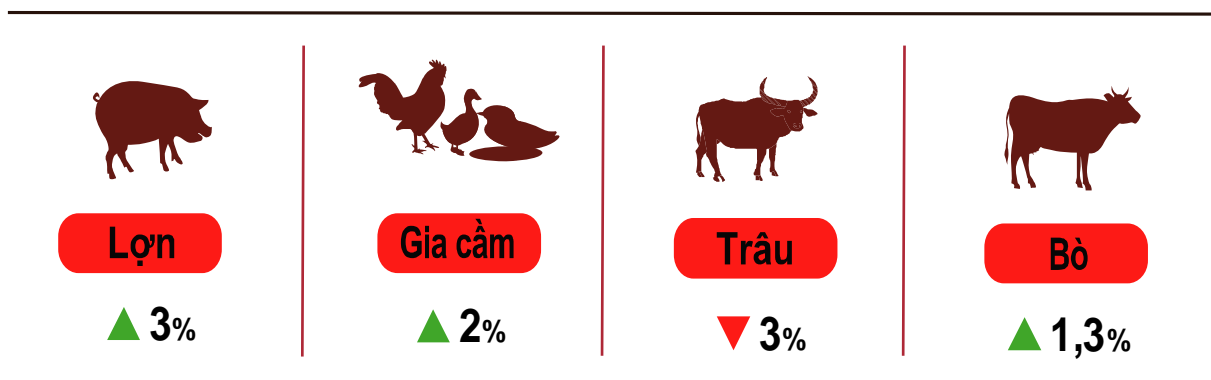 Lợn
▲ 3%
Gia cầm
▲ 2%
Trâu
▼ 3%
Bò
▲ 1,3%